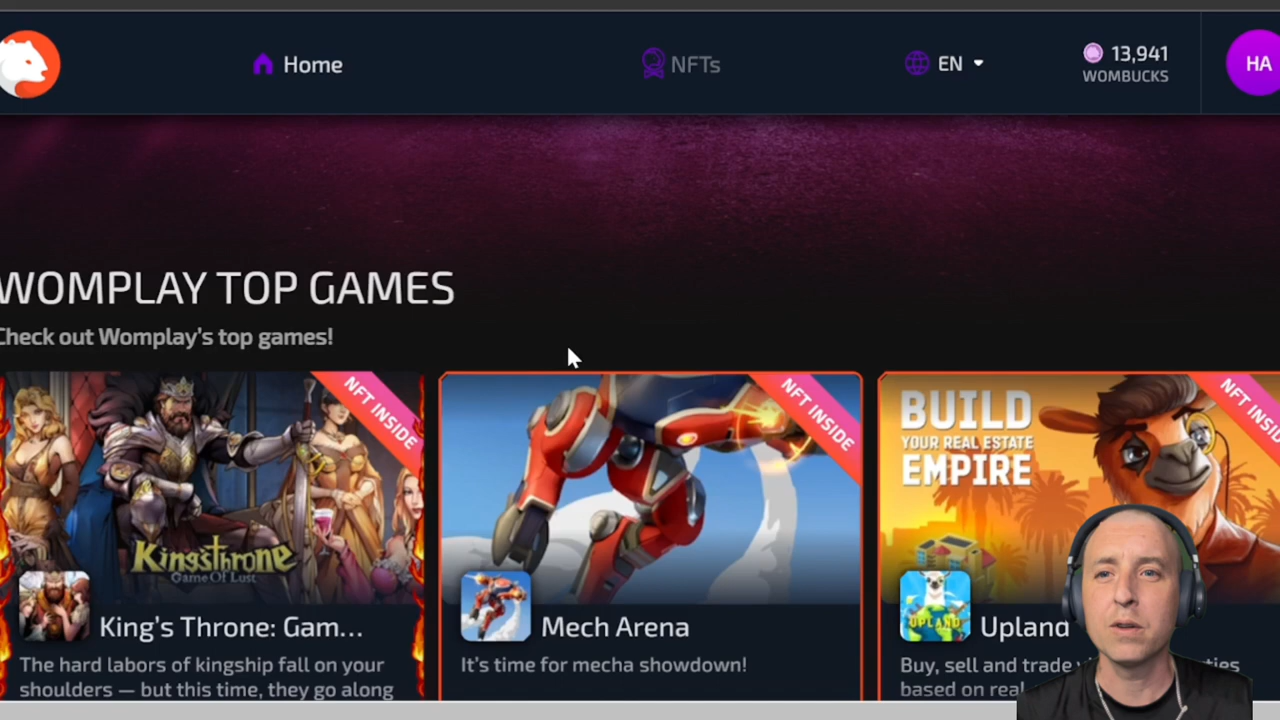 Home
NFTs
EN
13,941
WOMBUCKS
HA
WOMPLAY TOP GAMES
Check out Womplay's top games!
NFT INSIDE
King's Throne
Game Of Lust
King's Throne: Gam...
The hard labors of kingship fall on your
shoulders — but this time, they go along
NFT INSIDE
Mech Arena
It's time for mecha showdown!
NFT INSID
BUILD
YOUR REAL ESTATE
EMPIRE
UPLAND
Upland
Buy, sell and trade
based on real